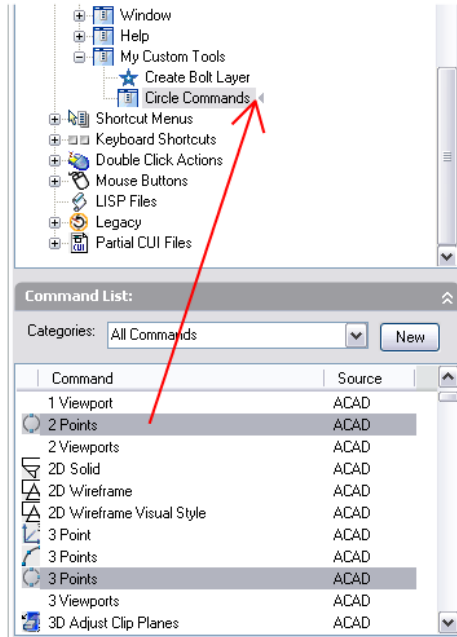 Window
Help
My Custom Tools
Create Bolt Layer
Circle Commands
Shortcut Menus
Keyboard Shortcuts
Double Click Actions
Mouse Buttons
LISP Files
Legacy
CUI
Partial CUI Files
Command List:
Categories: All Commands New
Command Source
1 Viewport ACAD
2 Points ACAD
2 Viewports ACAD
2D Solid ACAD
2D Wireframe ACAD
2D Wireframe Visual Style ACAD
3 Point ACAD
3 Points ACAD
3 Points ACAD
3 Viewports ACAD
3D Adjust Clip Planes ACAD